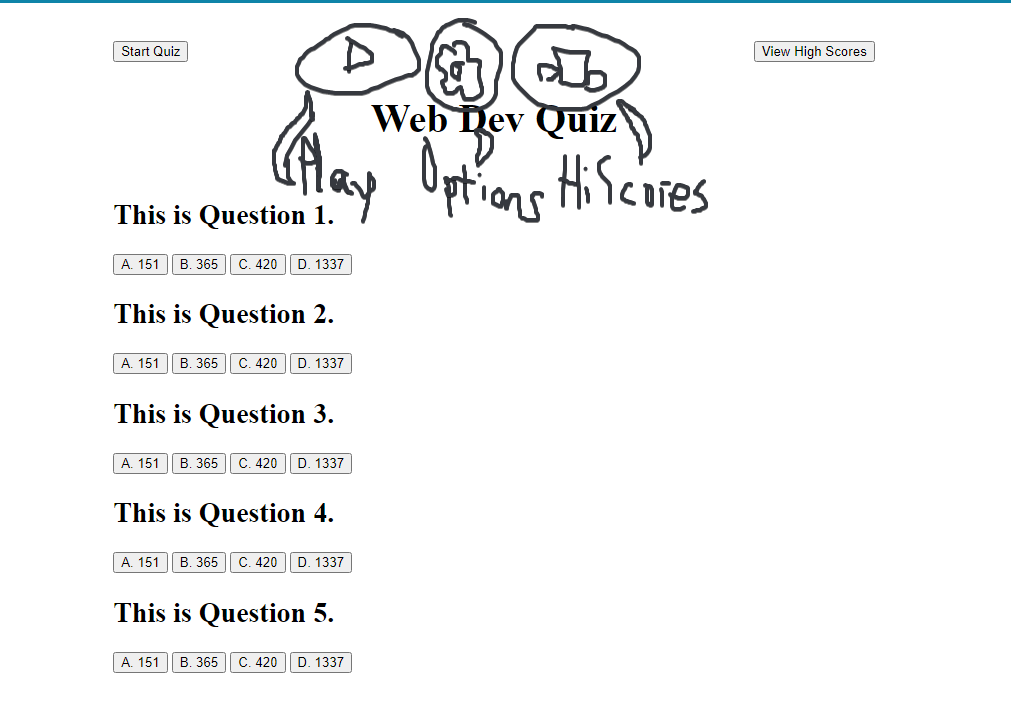 Start Quiz
View High Scores
Web Dev Quiz
Play Options HiScores
This is Question 1.
A. 151 B. 365 C. 420 D. 1337
This is Question 2.
A. 151 B. 365 C. 420 D. 1337
This is Question 3.
A. 151 B. 365 C. 420 D. 1337
This is Question 4.
A. 151 B. 365 C. 420 D. 1337
This is Question 5.
A. 151 B. 365 C. 420 D. 1337